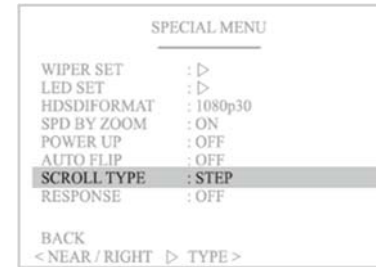 SPECIAL MENU
WIPER SET : ▷
LED SET : ▷
HDSDIFORMAT : 1080p30
SPD BY ZOOM : ON
POWER UP : OFF
AUTO FLIP : OFF
SCROLL TYPE : STEP
RESPONSE : OFF
BACK
< NEAR / RIGHT ▷ TYPE >